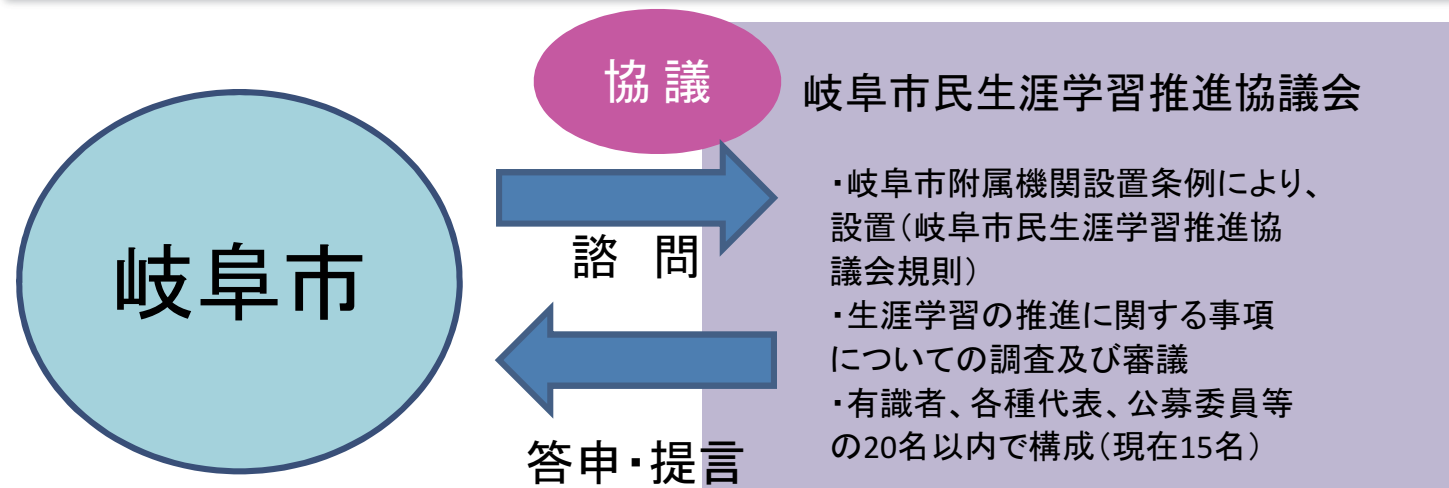 協 議
岐阜市民生涯学習推進協議会
岐阜市
諮 問
答申・提言
・岐阜市附属機関設置条例により、
設置（岐阜市民生涯学習推進協
議会規則）
・生涯学習の推進に関する事項
についての調査及び審議
・有識者、各種代表、公募委員等
の20名以内で構成（現在15名）